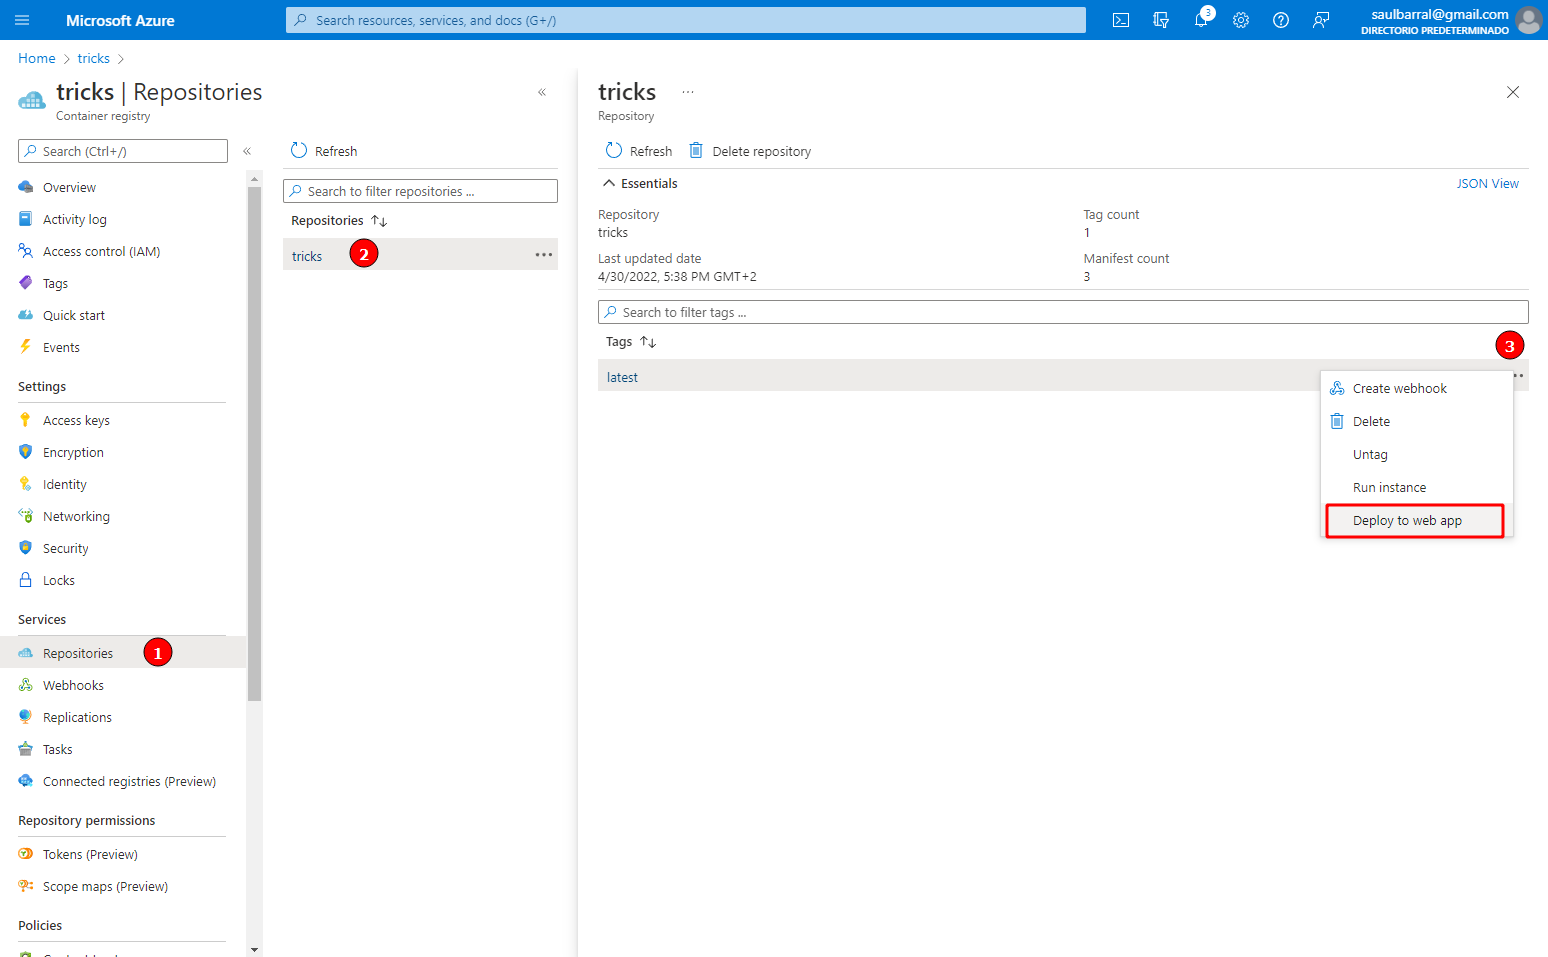 Microsoft Azure
Search resources, services, and docs (G+/)
3
saulbarral@gmail.com
DIRECTORIO PREDETERMINADO
Home > tricks >
tricks | Repositories
Container registry
Search (Ctrl+/)
Overview
Activity log
Access control (IAM)
Tags
Quick start
Events
Settings
Access keys
Encryption
Identity
Networking
Security
Locks
Services
Repositories
1
Webhooks
Replications
Tasks
Connected registries (Preview)
Repository permissions
Tokens (Preview)
Scope maps (Preview)
Policies
Refresh
Search to filter repositories ...
Repositories
tricks
2
tricks
Repository
Refresh
Delete repository
Essentials
JSON View
Repository
tricks
Last updated date
4/30/2022, 5:38 PM GMT+2
Tag count
1
Manifest count
3
Search to filter tags ...
Tags
3
latest
Create webhook
Delete
Untag
Run instance
Deploy to web app